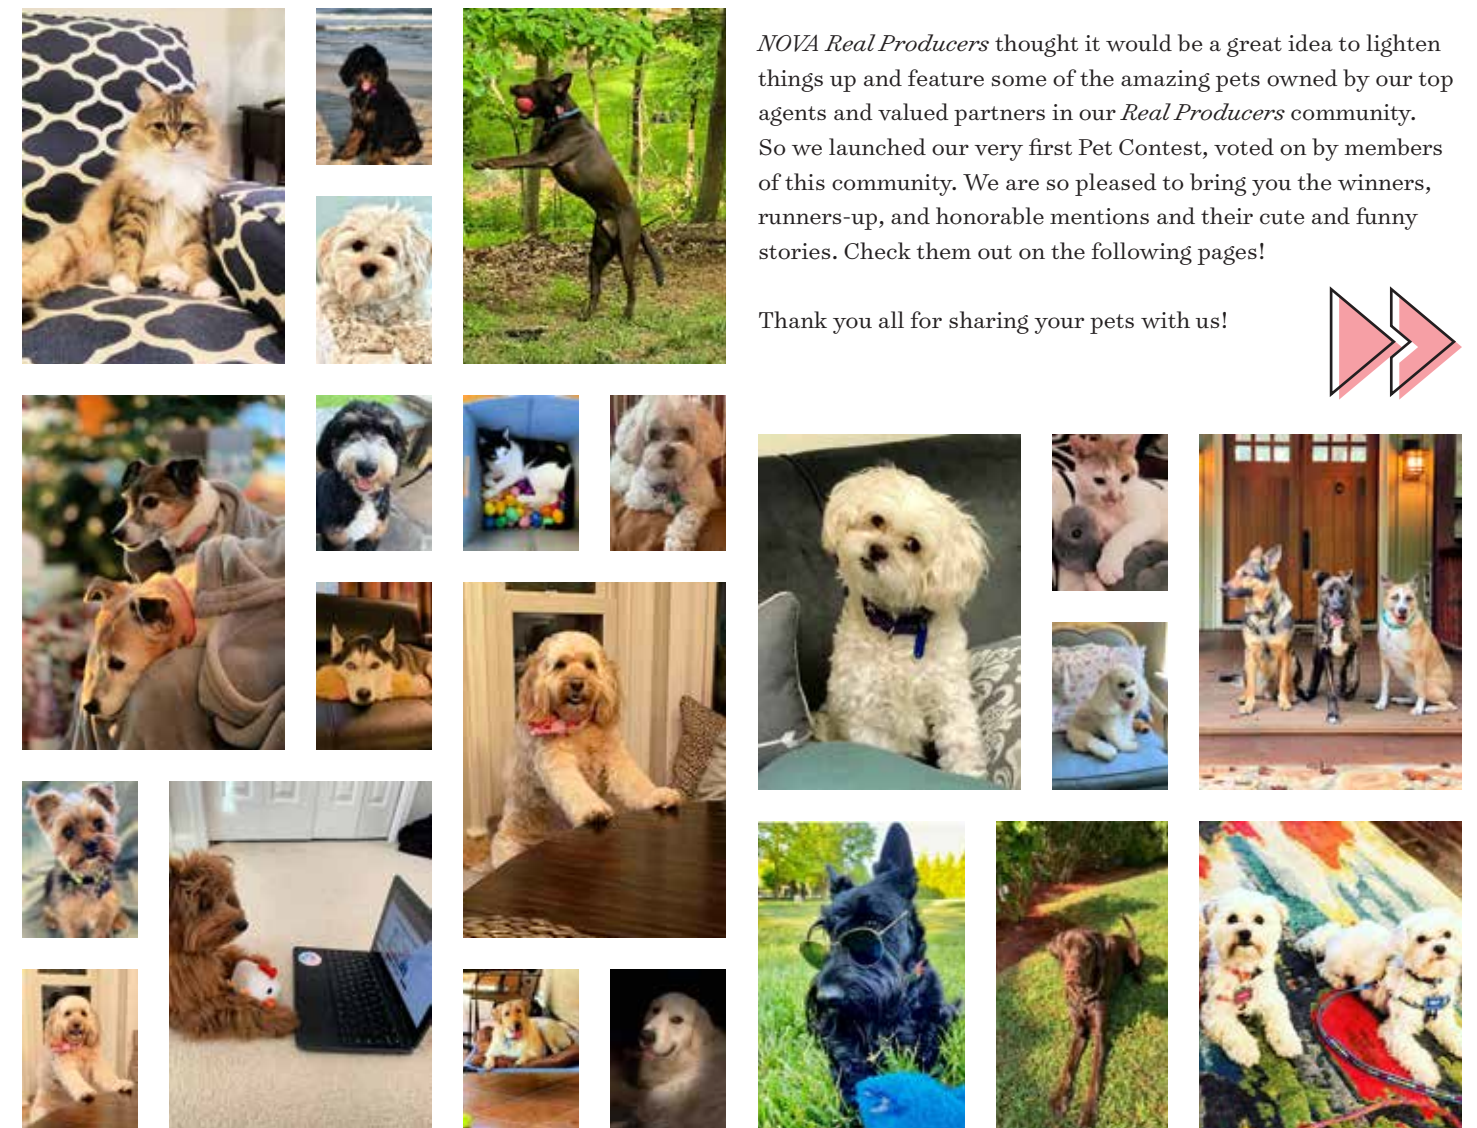 NOVA Real Producers thought it would be a great idea to lighten
things up and feature some of the amazing pets owned by our top
agents and valued partners in our Real Producers community.
So we launched our very first Pet Contest, voted on by members
of this community. We are so pleased to bring you the winners,
runners-up, and honorable mentions and their cute and funny
stories. Check them out on the following pages!
Thank you all for sharing your pets with us!